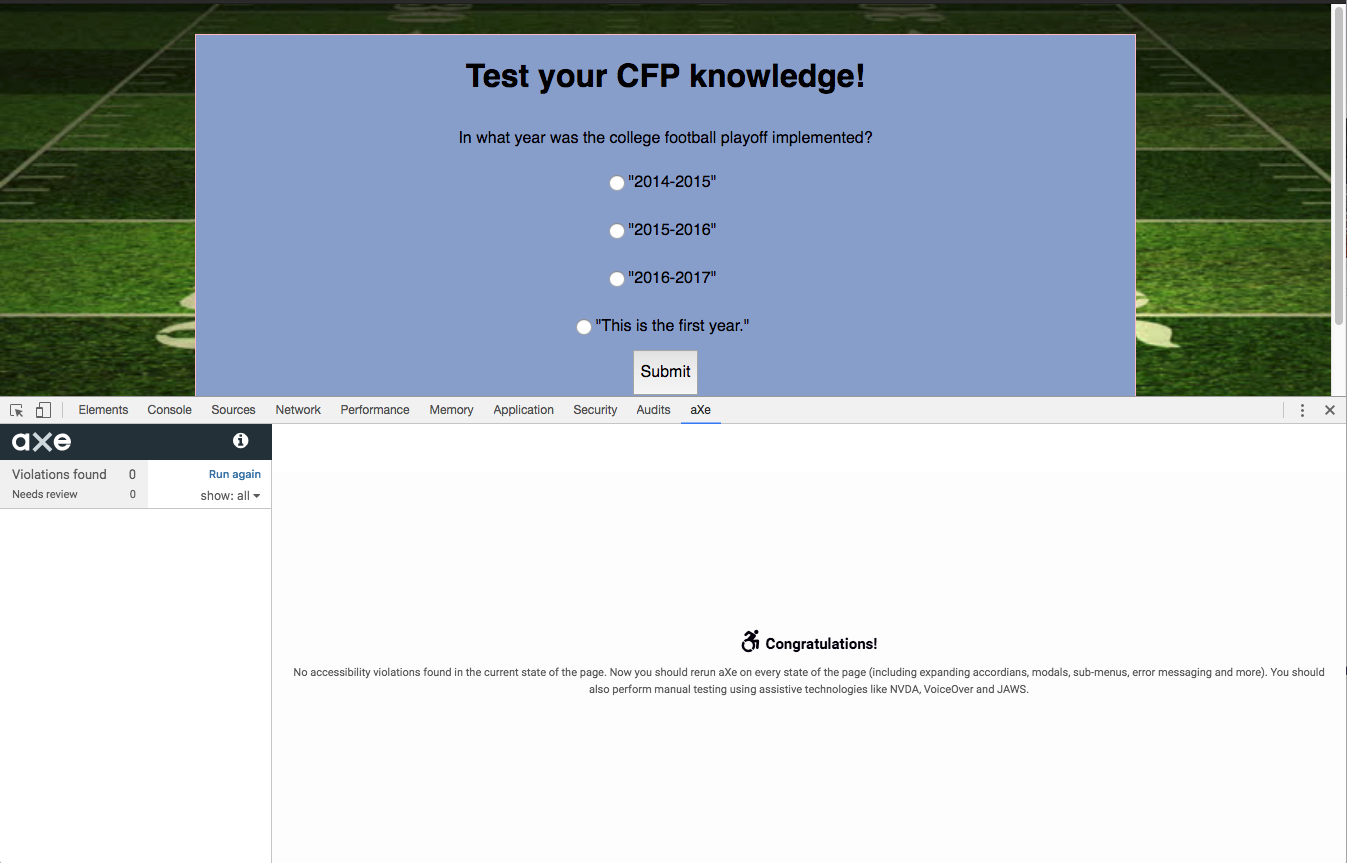 Test your CFP knowledge!
In what year was the college football playoff implemented?
"2014-2015"
"2015-2016"
"2016-2017"
"This is the first year."
Submit
Elements Console Sources Network Performance Memory Application Security Audits aXe
axe
Violations found 0 Run again
Needs review 0 show: all
Congratulations!
No accessibility violations found in the current state of the page. Now you should rerun aXe on every state of the page (including expanding accordians, modals, sub-menus, error messaging and more). You should
also perform manual testing using assistive technologies like NVDA, VoiceOver and JAWS.